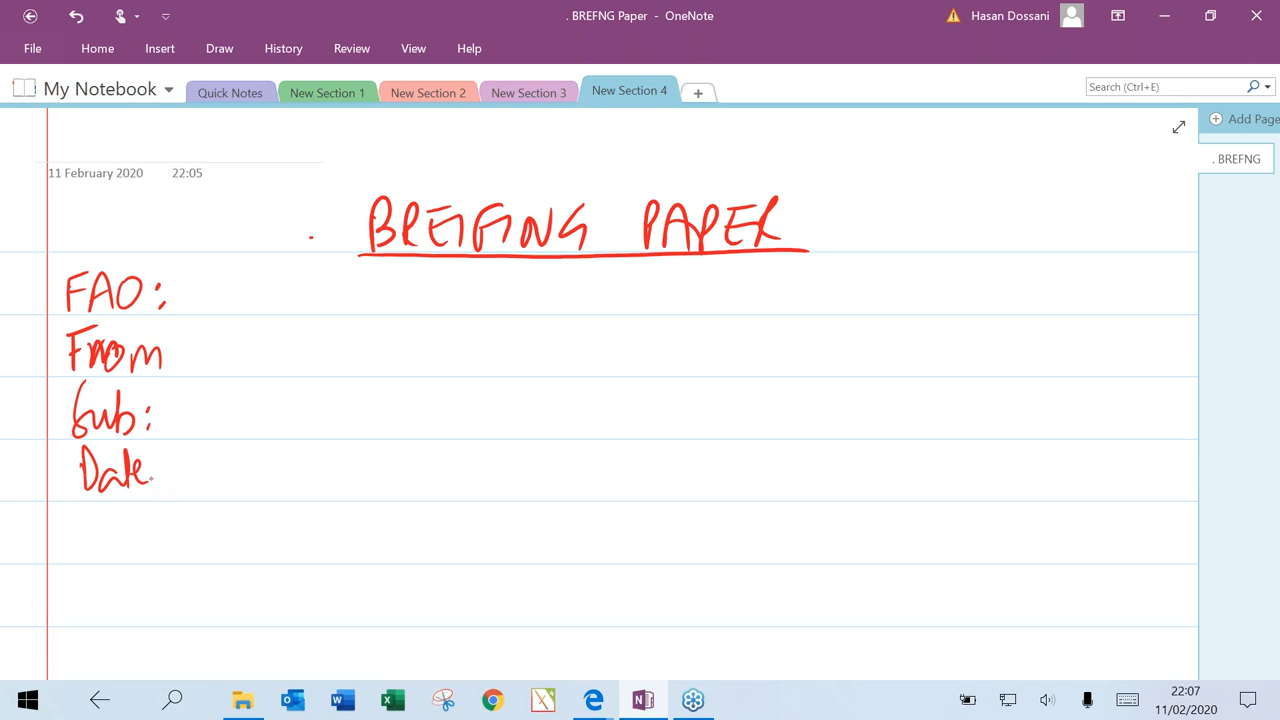 . BREFNG Paper - OneNote
Hasan Dossani
File Home Insert Draw History Review View Help
My Notebook Quick Notes New Section 1 New Section 2 New Section 3 New Section 4
Search (Ctrl+E)
Add Page
. BREFNG
11 February 2020 22:05
. BREIFING PAPER
FAO:
From
Sub:
Date.
22:07
11/02/2020